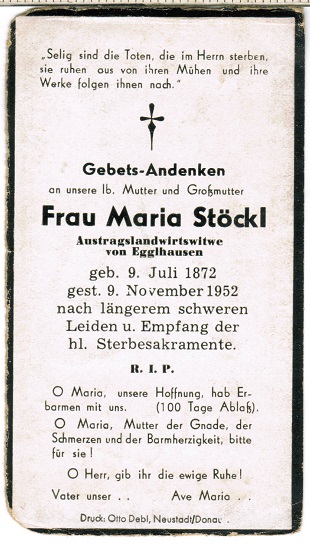 „Selig sind die Toten, die im Herrn sterben,
sie ruhen aus von ihren Mühen und ihre
Werke folgen ihnen nach."
Gebets-Andenken
an unsere lb. Mutter und Großmutter
Frau Maria Stöckl
Austragslandwirtswitwe
von Egglhausen
geb. 9. Juli 1872
gest. 9. November 1952
nach längerem schweren
Leiden u. Empfang der
hl. Sterbesakramente.
R. I. P.
O Maria, unsere Hoffnung, hab Er-
barmen mit uns. (100 Tage Ablaß).
O Maria, Mutter der Gnade, der
Schmerzen und der Barmherzigkeit, bitte
für sie!
O Herr, gib ihr die ewige Ruhe!
Vater unser . . Ave Maria . .
Druck: Otto Debl, Neustadt/Donau .